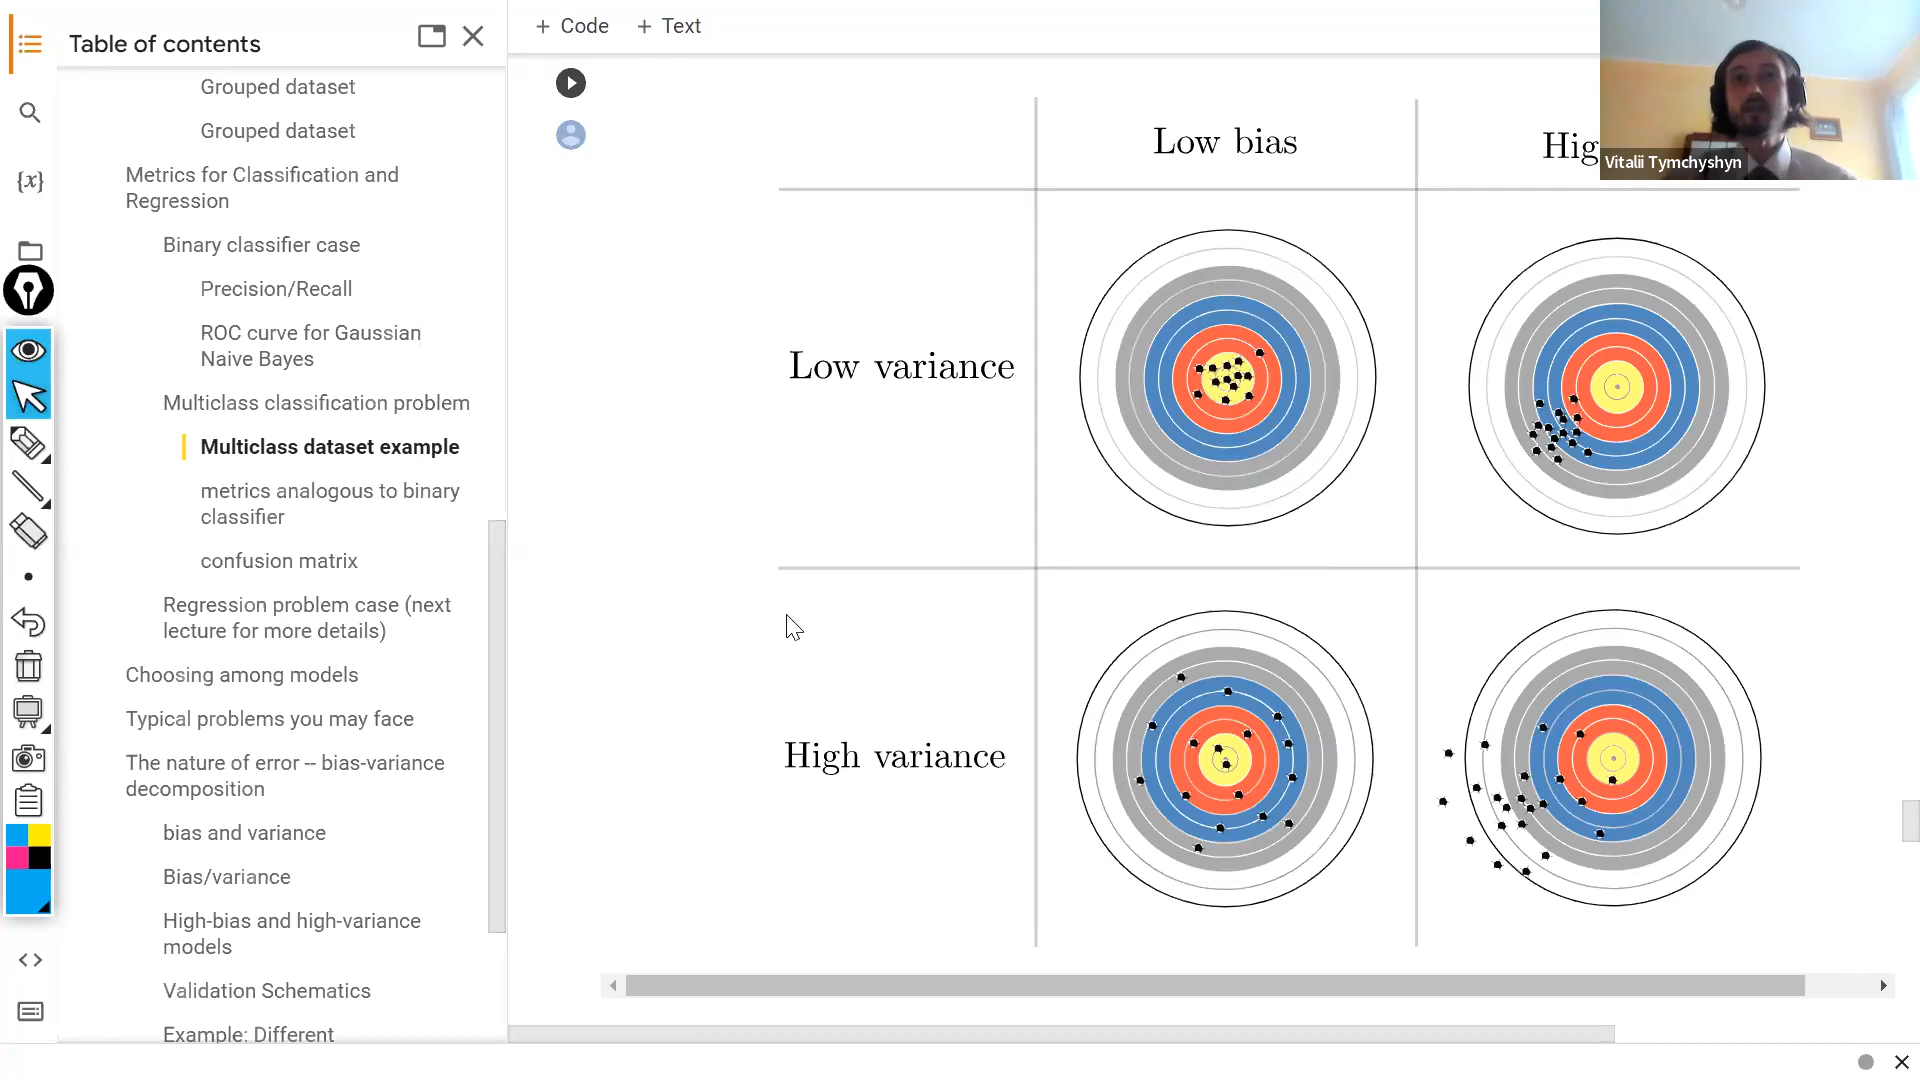 Table of contents
Grouped dataset
Grouped dataset
Metrics for Classification and
Regression
Binary classifier case
Precision/Recall
ROC curve for Gaussian
Naive Bayes
Multiclass classification problem
Multiclass dataset example
metrics analogous to binary
classifier
confusion matrix
Regression problem case (next
lecture for more details)
Choosing among models
Typical problems you may face
The nature of error -- bias-variance
decomposition
bias and variance
Bias/variance
High-bias and high-variance
models
Validation Schematics
Example: Different
{x}
<>
+ Code + Text
Low bias
Hig
Vitalii Tymchyshyn
Low variance
High variance